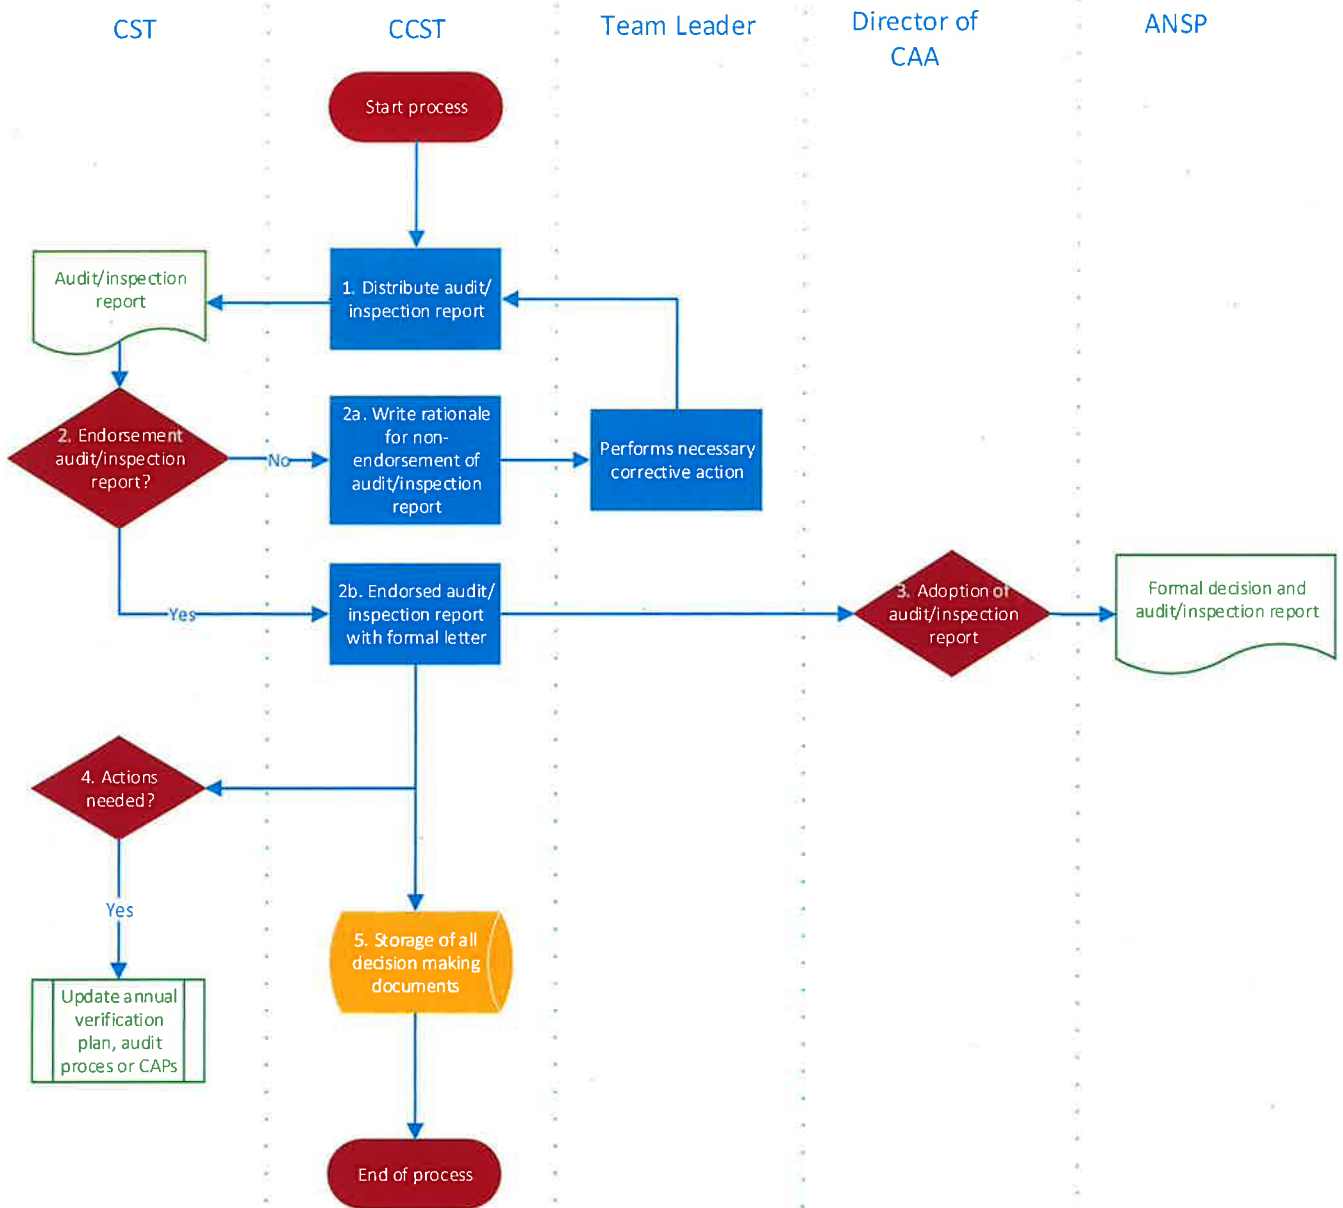 CST
CCST
Team Leader
Director of
CAA
ANSP
Start process
Audit/inspection
report
1. Distribute audit/
inspection report
2. Endorsement
audit/inspection
report?
No
2a. Write rationale
for non-
endorsement of
audit/inspection
report
Performs necessary
corrective action
Yes
2b. Endorsed audit/
inspection report
with formal letter
3. Adoption of
audit/inspection
report
Formal decision and
audit/inspection report
4. Actions
needed?
Yes
Update annual
verification
plan, audit
proces or CAPs
5. Storage of all
decision making
documents
End of process